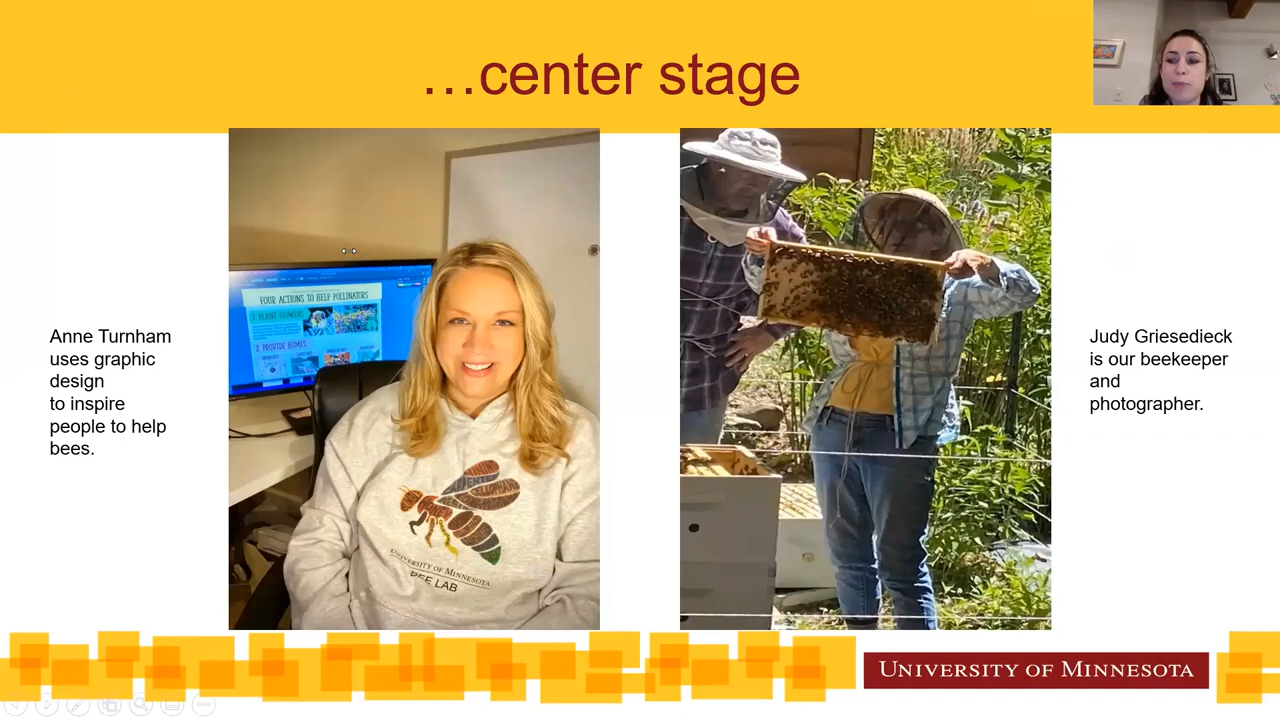 …center stage
Anne Turnham
uses graphic
design
to inspire
people to help
bees.
FOUR ACTIONS TO HELP POLLINATORS
1. PLANT FLOWERS
2. PROVIDE HOMES
UNIVERSITY OF MINNESOTA
BEE LAB
Judy Griesedieck
is our beekeeper
and
photographer.
UNIVERSITY OF MINNESOTA